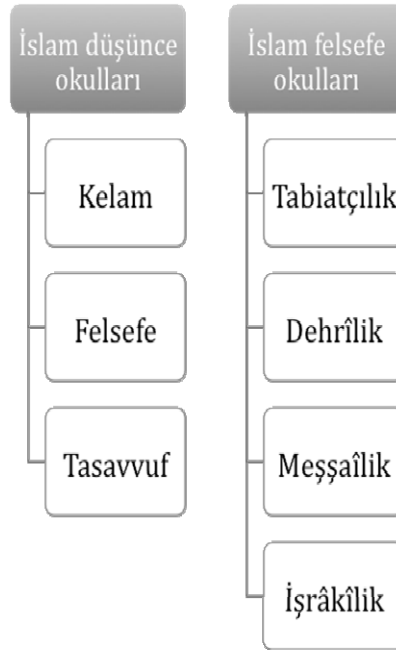 İslam düşünce
okulları
Kelam
Felsefe
Tasavvuf
İslam felsefe
okulları
Tabiatçılık
Dehrîlik
Meşşaîlik
İşrâkîlik